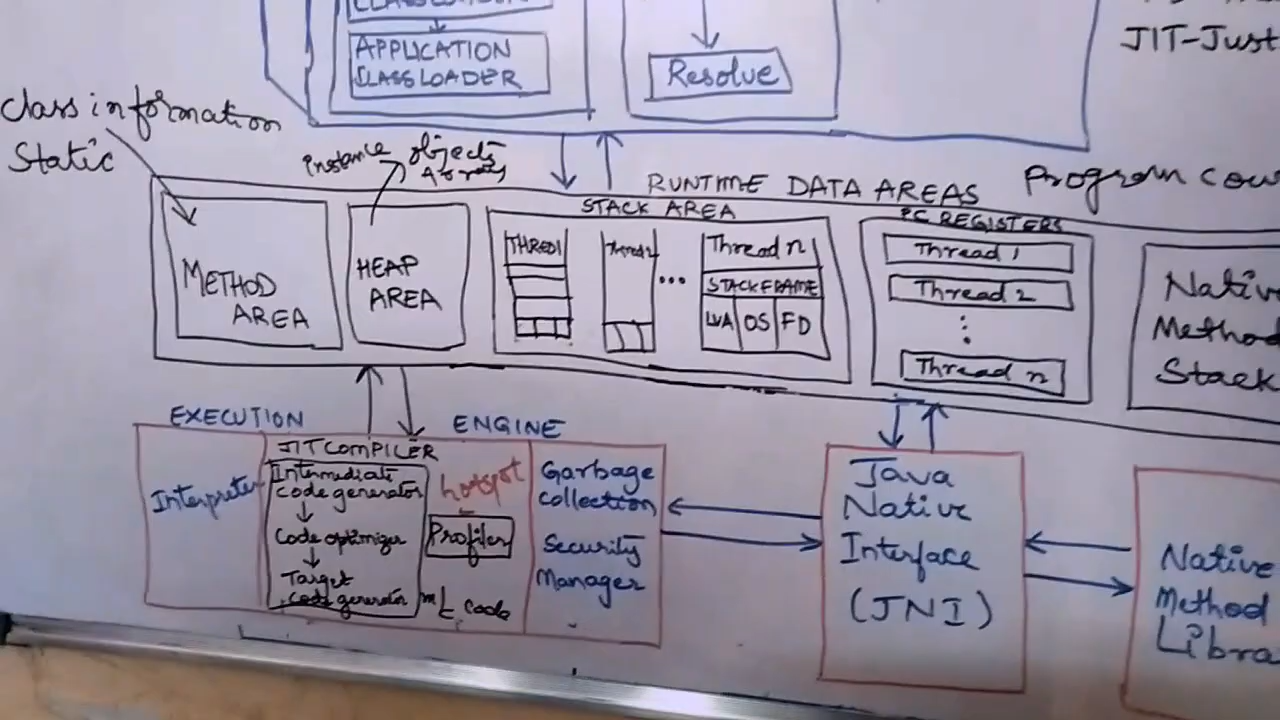 APPLICATION
CLASSLOADER
Resolve
JIT-Just
Class information
Static
instance objects
Arrays
RUNTIME DATA AREAS
Program cou
METHOD
AREA
HEAP
AREA
STACK AREA
THREAD1
Thread2
...
Thread n
STACKFRAME
LVA OS FD
PC REGISTERS
Thread 1
Thread 2
Thread n
Native
Method
Stack
EXECUTION ENGINE
Interpreter
JIT COMPILER
Intermediate
code generator
Code optimizer
Target
code generator
hotspot
Profiler
ML code
Garbage
collection
Security
Manager
Java
Native
Interface
(JNI)
Native
Method
Libra